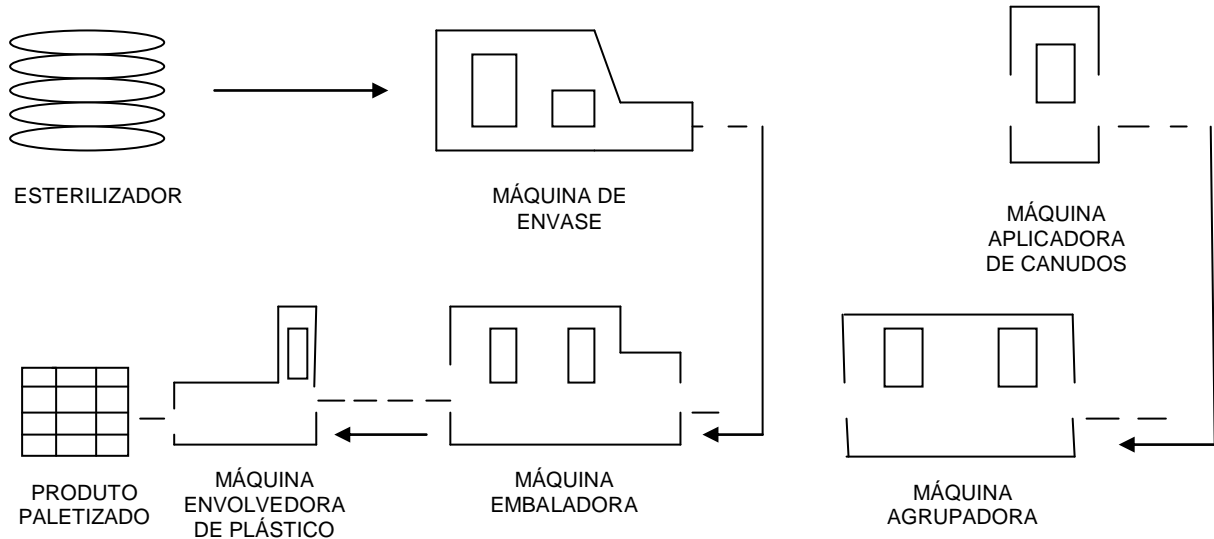 ESTERILIZADOR
MÁQUINA DE
ENVASE
MÁQUINA
APLICADORA
DE CANUDOS
PRODUTO
PALETIZADO
MÁQUINA
ENVOLVEDORA
DE PLÁSTICO
MÁQUINA
EMBALADORA
MÁQUINA
AGRUPADORA